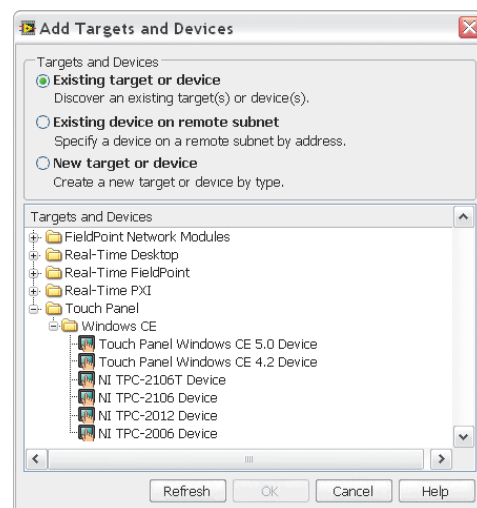 Add Targets and Devices
Targets and Devices
Existing target or device
Discover an existing target(s) or device(s).
Existing device on remote subnet
Specify a device on a remote subnet by address.
New target or device
Create a new target or device by type.
Targets and Devices
FieldPoint Network Modules
Real-Time Desktop
Real-Time FieldPoint
Real-Time PXI
Touch Panel
Windows CE
Touch Panel Windows CE 5.0 Device
Touch Panel Windows CE 4.2 Device
NI TPC-2106T Device
NI TPC-2106 Device
NI TPC-2012 Device
NI TPC-2006 Device
Refresh OK Cancel Help